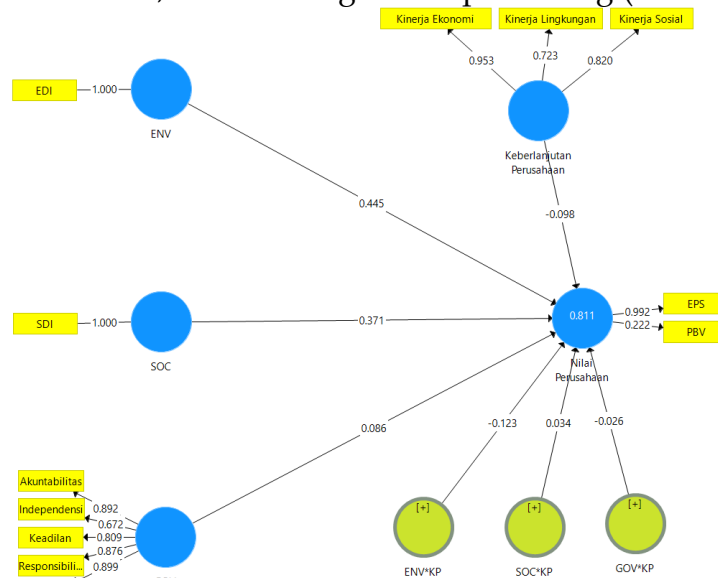 Kinerja Ekonomi
Kinerja Lingkungan
Kinerja Sosial
0.953
0.723
0.820
EDI
1.000
ENV
Keberlanjutan
Perusahaan
0.445
-0.098
SDI
1.000
SOC
0.371
0.811
0.992
0.222
EPS
PBV
Nilai
Perusahaan
0.086
-0.123
0.034
-0.026
Akuntabilitas
0.892
Independensi
0.672
Keadilan
0.809
0.876
Responsibili...
0.899
[+]
[+]
[+]
ENV*KP
SOC*KP
GOV*KP